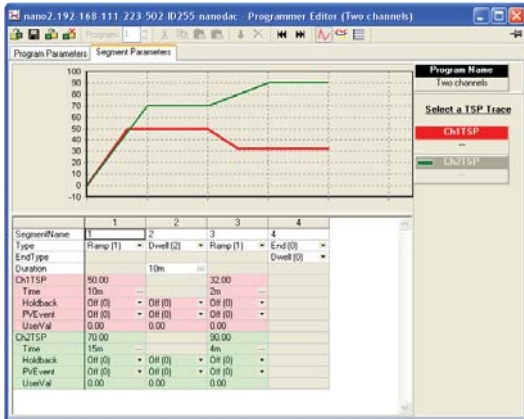 nano2.192-168-111-223-502 ID255 nanodac - Programmer Editor (Two channels)
Program: 1
Program Parameters Segment Parameters
100
90
80
70
60
50
40
30
20
10
0
-10
Program Name
Two channels
Select a TSP Trace
Ch1TSP
--
Ch2TSP
--
1 2 3 4
SegmentName 1 2 3 4
Type Ramp (1) Dwell (2) Ramp (1) End (0)
EndType Dwell (0)
Duration 10m
Ch1TSP 50.00 32.00
Time 10m 2m
Holdback Off (0) Off (0) Off (0)
PVEvent Off (0) Off (0) Off (0)
UserVal 0.00 0.00 0.00
Ch2TSP 70.00 90.00
Time 15m 4m
Holdback Off (0) Off (0) Off (0)
PVEvent Off (0) Off (0) Off (0)
UserVal 0.00 0.00 0.00